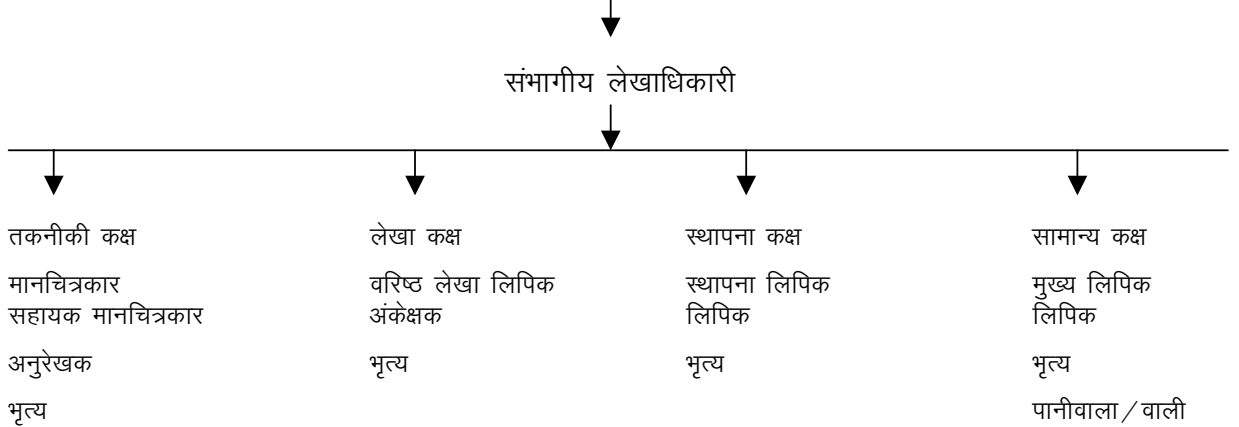 संभागीय लेखाधिकारी
तकनीकी कक्ष
मानचित्रकार
सहायक मानचित्रकार
अनुरेखक
भृत्य
लेखा कक्ष
वरिष्ठ लेखा लिपिक
अंकेक्षक
भृत्य
स्थापना कक्ष
स्थापना लिपिक
लिपिक
भृत्य
सामान्य कक्ष
मुख्य लिपिक
लिपिक
भृत्य
पानीवाला / वाली